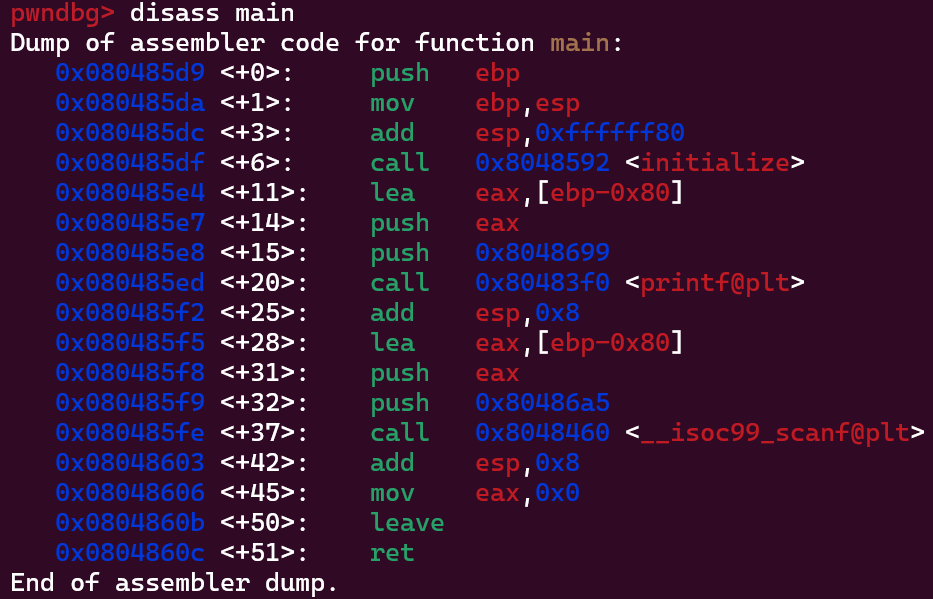 pwndbg> disass main
Dump of assembler code for function main:
   0x080485d9 <+0>:     push   ebp
   0x080485da <+1>:     mov    ebp,esp
   0x080485dc <+3>:     add    esp,0xffffff80
   0x080485df <+6>:     call   0x8048592 <initialize>
   0x080485e4 <+11>:    lea    eax,[ebp-0x80]
   0x080485e7 <+14>:    push   eax
   0x080485e8 <+15>:    push   0x8048699
   0x080485ed <+20>:    call   0x80483f0 <printf@plt>
   0x080485f2 <+25>:    add    esp,0x8
   0x080485f5 <+28>:    lea    eax,[ebp-0x80]
   0x080485f8 <+31>:    push   eax
   0x080485f9 <+32>:    push   0x80486a5
   0x080485fe <+37>:    call   0x8048460 <__isoc99_scanf@plt>
   0x08048603 <+42>:    add    esp,0x8
   0x08048606 <+45>:    mov    eax,0x0
   0x0804860b <+50>:    leave
   0x0804860c <+51>:    ret
End of assembler dump.